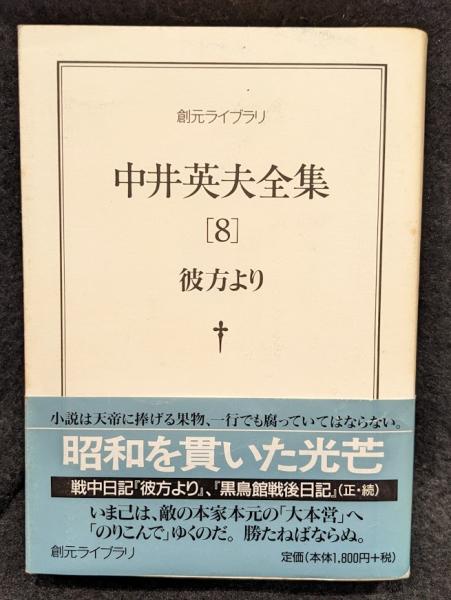 創元ライブラリ
中井英夫全集
[8]
彼方より
†
小説は天帝に捧げる果物、一行でも腐っていてはならない。
昭和を貫いた光芒
戦中日記『彼方より』、『黒鳥館戦後日記』(正・続)
いま己は、敵の本家本元の「大本営」へ
「のりこんで」ゆくのだ。勝たねばならぬ。
創元ライブラリ 定価(本体1,800円+税)